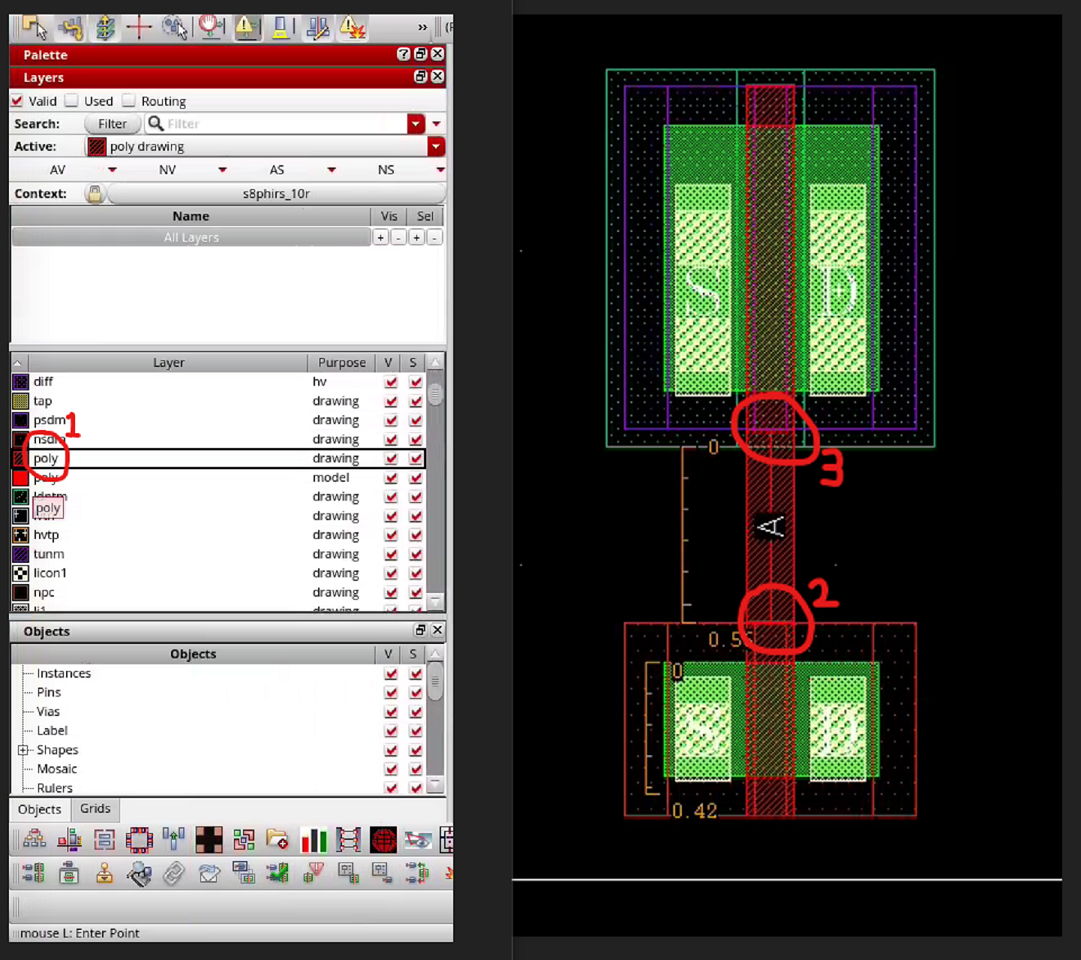 »
Palette
Layers
Valid Used Routing
Search: Filter Filter
Active: poly drawing
AV NV AS NS
Context: s8phirs_10r
Name Vis Sel
All Layers + - + -
Layer Purpose V S
diff hv
tap drawing
psdm drawing
1
nsdm drawing
poly drawing
poly model
ldntm drawing
poly
drawing
hvtp drawing
tunm drawing
licon1 drawing
npc drawing
li1 drawing
Objects
Objects V S
Instances
Pins
Vias
Label
Shapes
Mosaic
Rulers
Objects Grids
mouse L: Enter Point
S D
0
3
A
2
0.56
0
0.42